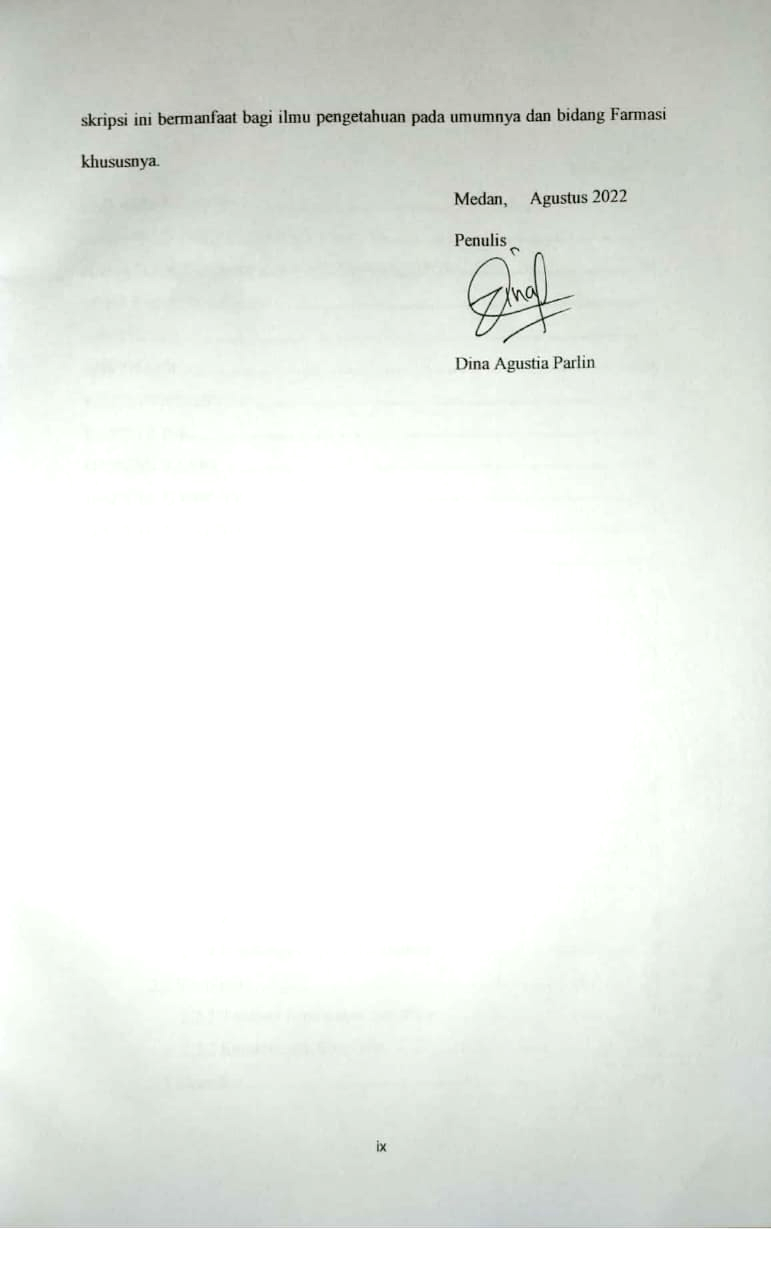 skripsi ini bermanfaat bagi ilmu pengetahuan pada umumnya dan bidang Farmasi
khususnya.
Medan, Agustus 2022
Penulis
Dina Agustia Parlin
ix